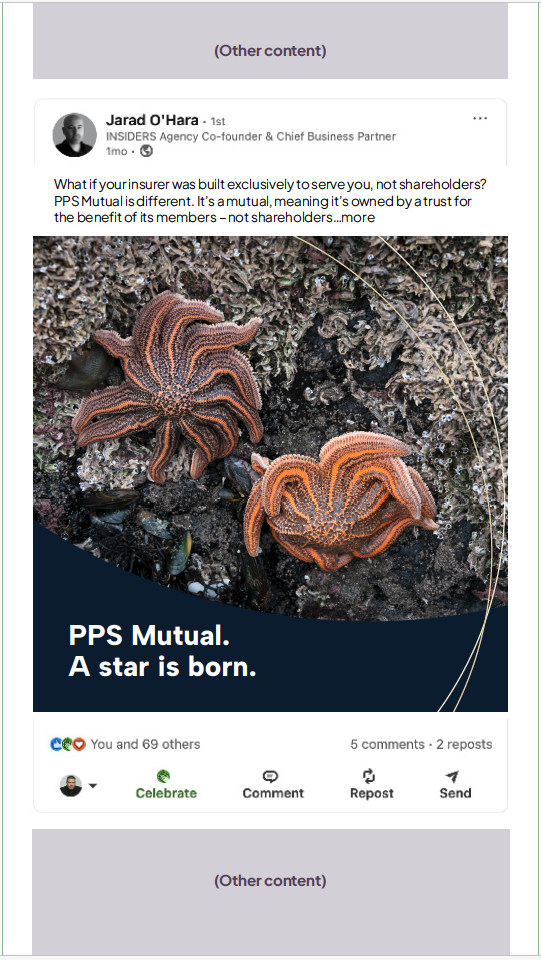 (Other content)
Jarad O'Hara · 1st
INSIDERS Agency Co-founder & Chief Business Partner
1mo ·
What if your insurer was built exclusively to serve you, not shareholders?
PPS Mutual is different. It's a mutual, meaning it's owned by a trust for
the benefit of its members – not shareholders...more
PPS Mutual.
A star is born.
You and 69 others
5 comments · 2 reposts
Celebrate
Comment
Repost
Send
(Other content)